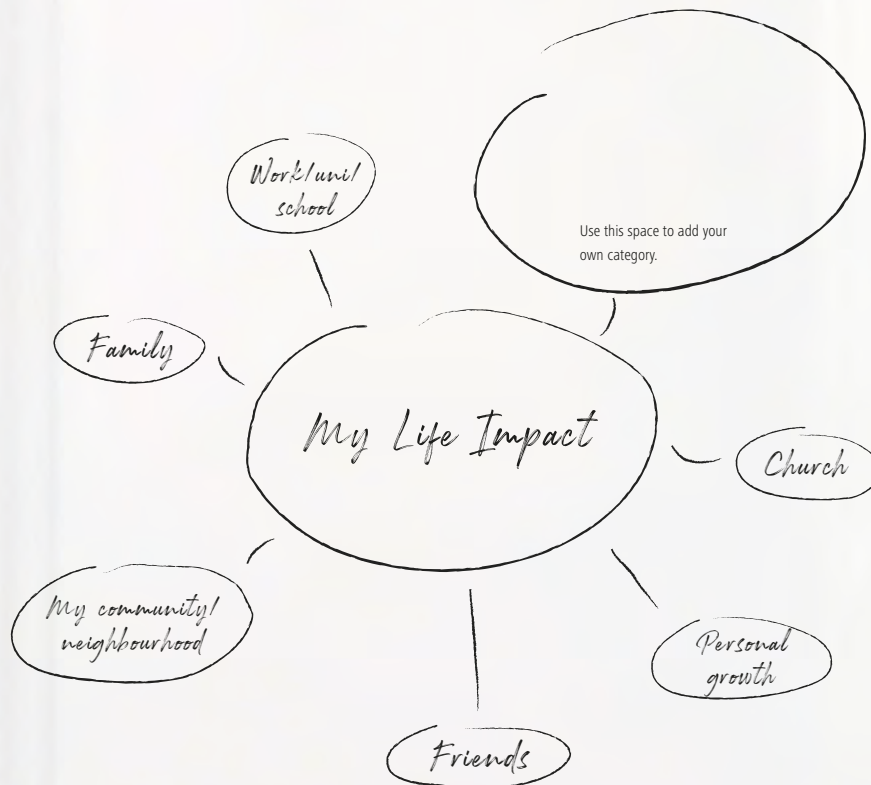 Work/uni/
school
Use this space to add your
own category.
Family
My Life Impact
Church
My community/
neighbourhood
Personal
growth
Friends